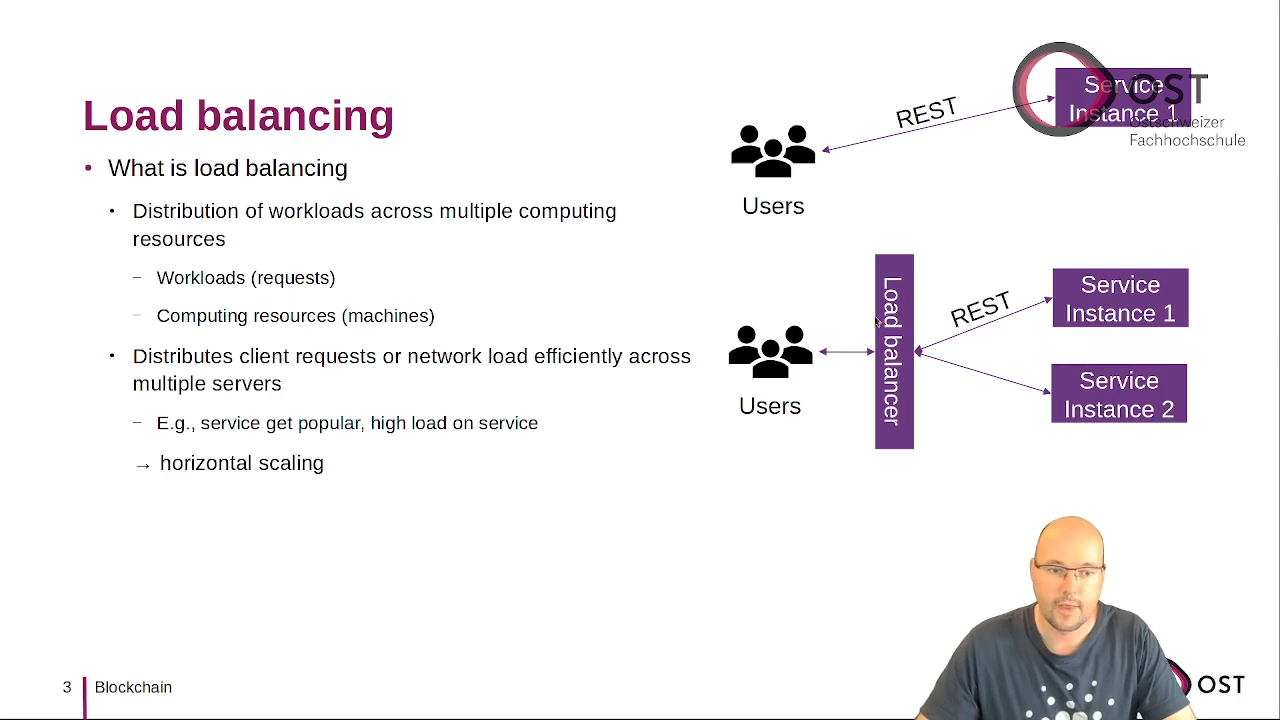 Load balancing
• What is load balancing
• Distribution of workloads across multiple computing
resources
– Workloads (requests)
– Computing resources (machines)
• Distributes client requests or network load efficiently across
multiple servers
– E.g., service get popular, high load on service
→ horizontal scaling
REST
Service
Instance 1
OST
Ostschweizer
Fachhochschule
Users
Load balancer
REST
Service
Instance 1
Service
Instance 2
Users
3
Blockchain
OST